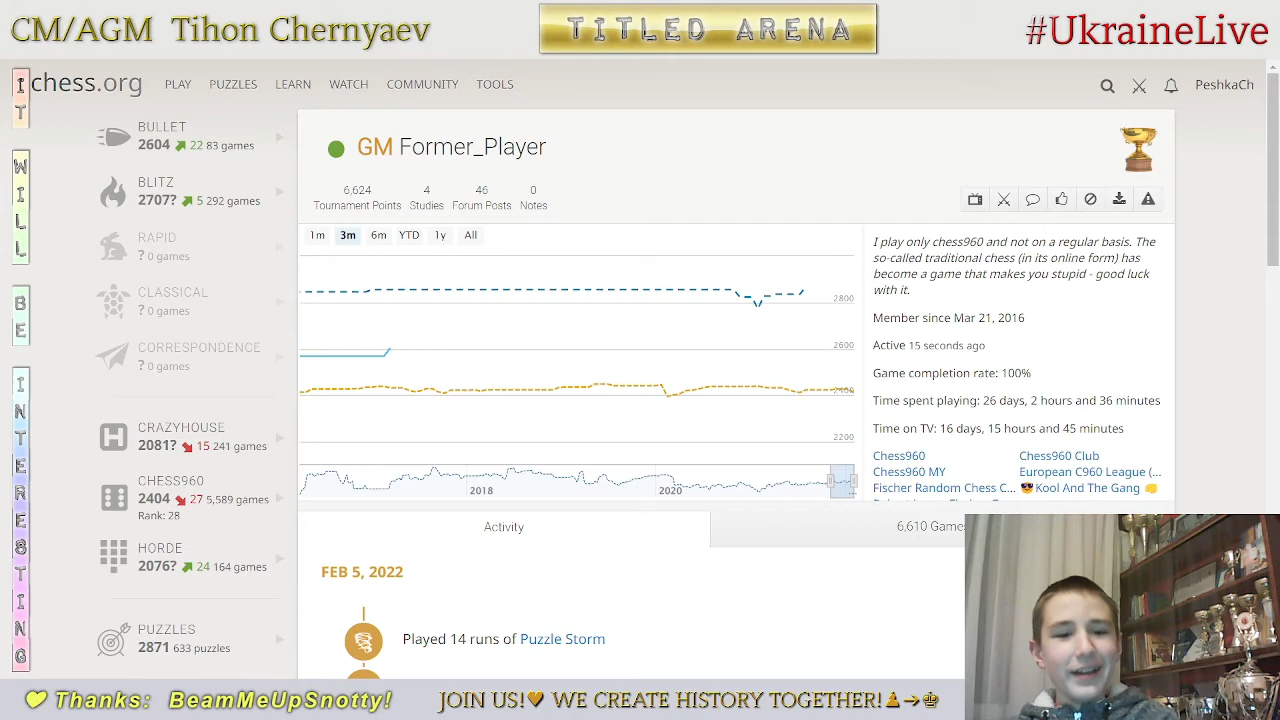 CM/AGM Tihon Chernyaev
TITLED ARENA
#UkraineLive
IT WILL BE INTERESTING
chess.org
PLAY PUZZLES LEARN WATCH COMMUNITY TOOLS
PeshkaCh
BULLET
2604 22 83 games
BLITZ
2707? 5 292 games
RAPID
? 0 games
CLASSICAL
? 0 games
CORRESPONDENCE
? 0 games
CRAZYHOUSE
2081? 15 241 games
CHESS960
2404 27 5,589 games
Rank: 28
HORDE
2076? 24 164 games
PUZZLES
2871 633 puzzles
GM Former_Player
6,624 4 46 0
Tournament Points Studies Forum Posts Notes
1m 3m 6m YTD 1y All
2800
2600
2400
2200
2018 2020
I play only chess960 and not on a regular basis. The
so-called traditional chess (in its online form) has
become a game that makes you stupid - good luck
with it.
Member since Mar 21, 2016
Active 15 seconds ago
Game completion rate: 100%
Time spent playing: 26 days, 2 hours and 36 minutes
Time on TV: 16 days, 15 hours and 45 minutes
Chess960 Chess960 Club
Chess960 MY European C960 League (...
Fischer Random Chess C... Kool And The Gang
Activity 6,610 Games
FEB 5, 2022
Played 14 runs of Puzzle Storm
Thanks: BeamMeUpSnotty! JOIN US! WE CREATE HISTORY TOGETHER!